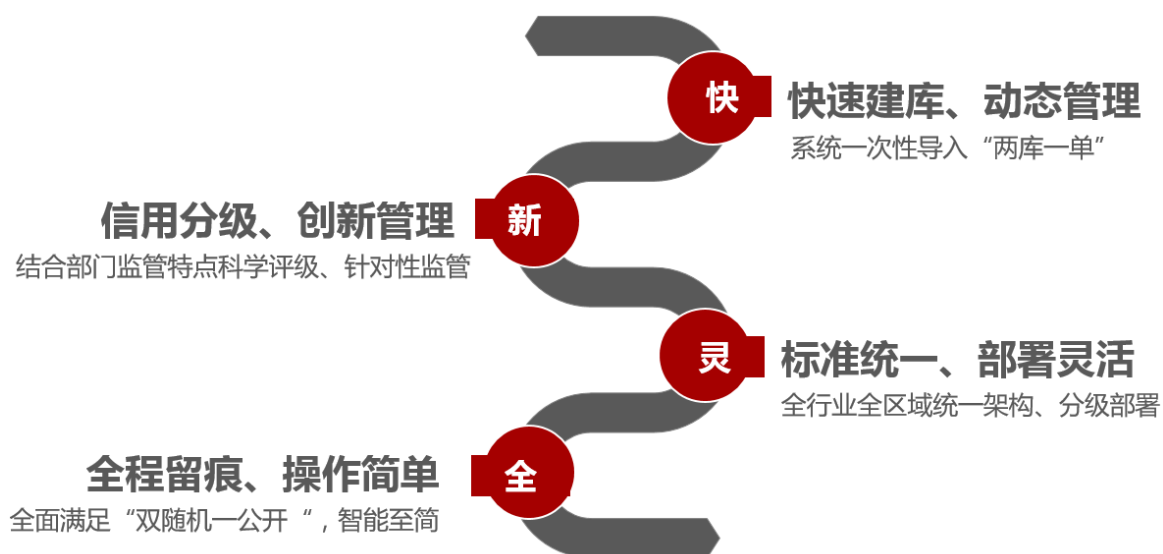 快
快速建库、动态管理
系统一次性导入“两库一单”
信用分级、创新管理
新
结合部门监管特点科学评级、针对性监管
灵
标准统一、部署灵活
全行业全区域统一架构、分级部署
全程留痕、操作简单
全
全面满足“双随机一公开“，智能至简